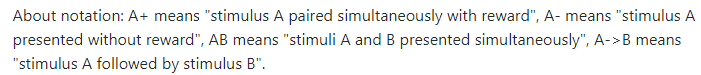 About notation: A+ means "stimulus A paired simultaneously with reward", A- means "stimulus A
presented without reward", AB means "stimuli A and B presented simultaneously", A->B means
"stimulus A followed by stimulus B".